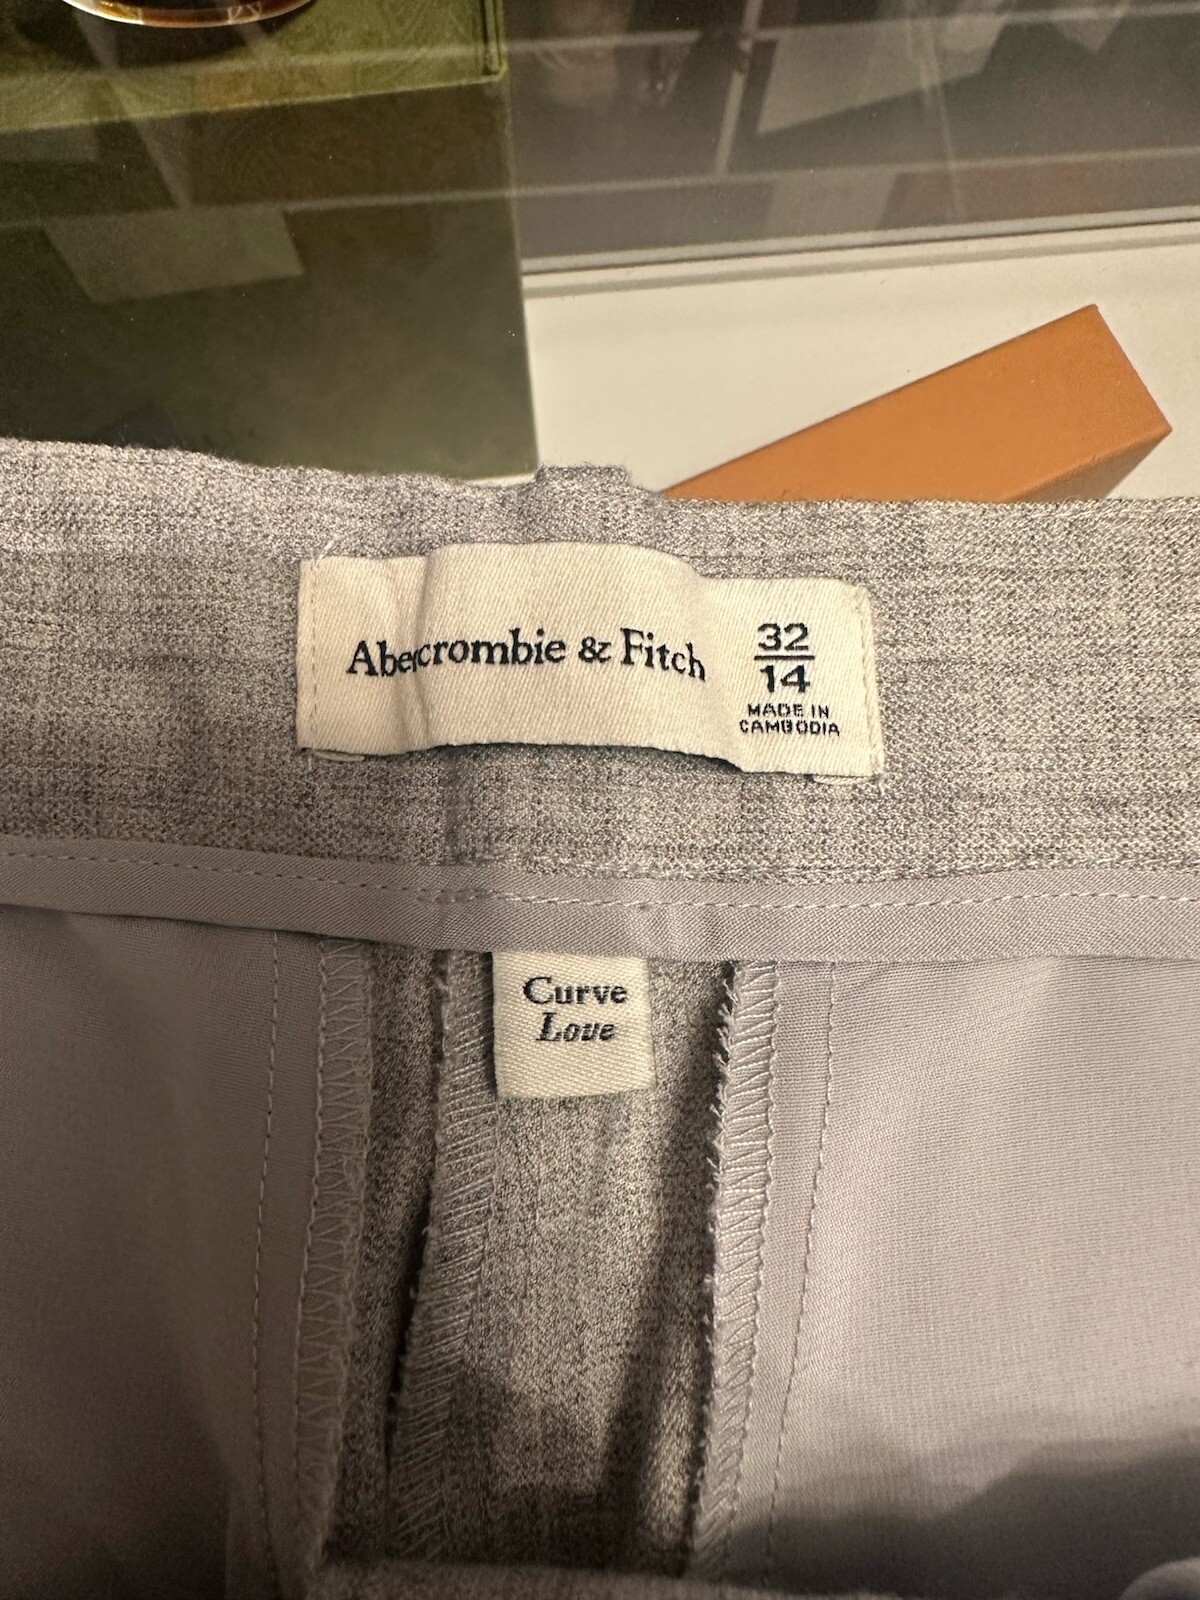 Abercrombie & Fitch
32
14
MADE IN
CAMBODIA
Curve
Love